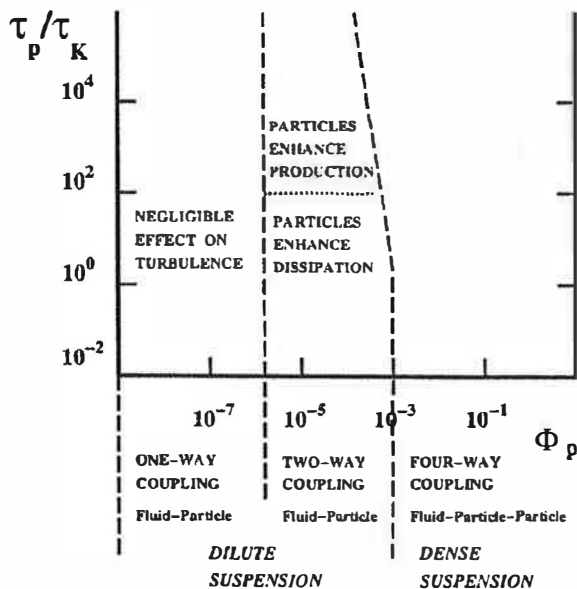 τp/τK
10^4
PARTICLES
ENHANCE
PRODUCTION
10^2
NEGLIGIBLE
EFFECT ON
TURBULENCE
PARTICLES
ENHANCE
DISSIPATION
10^0
10^-2
10^-7
10^-5
10^-3
10^-1
Φp
ONE-WAY
COUPLING
Fluid-Particle
TWO-WAY
COUPLING
Fluid-Particle
FOUR-WAY
COUPLING
Fluid-Particle-Particle
DILUTE
SUSPENSION
DENSE
SUSPENSION